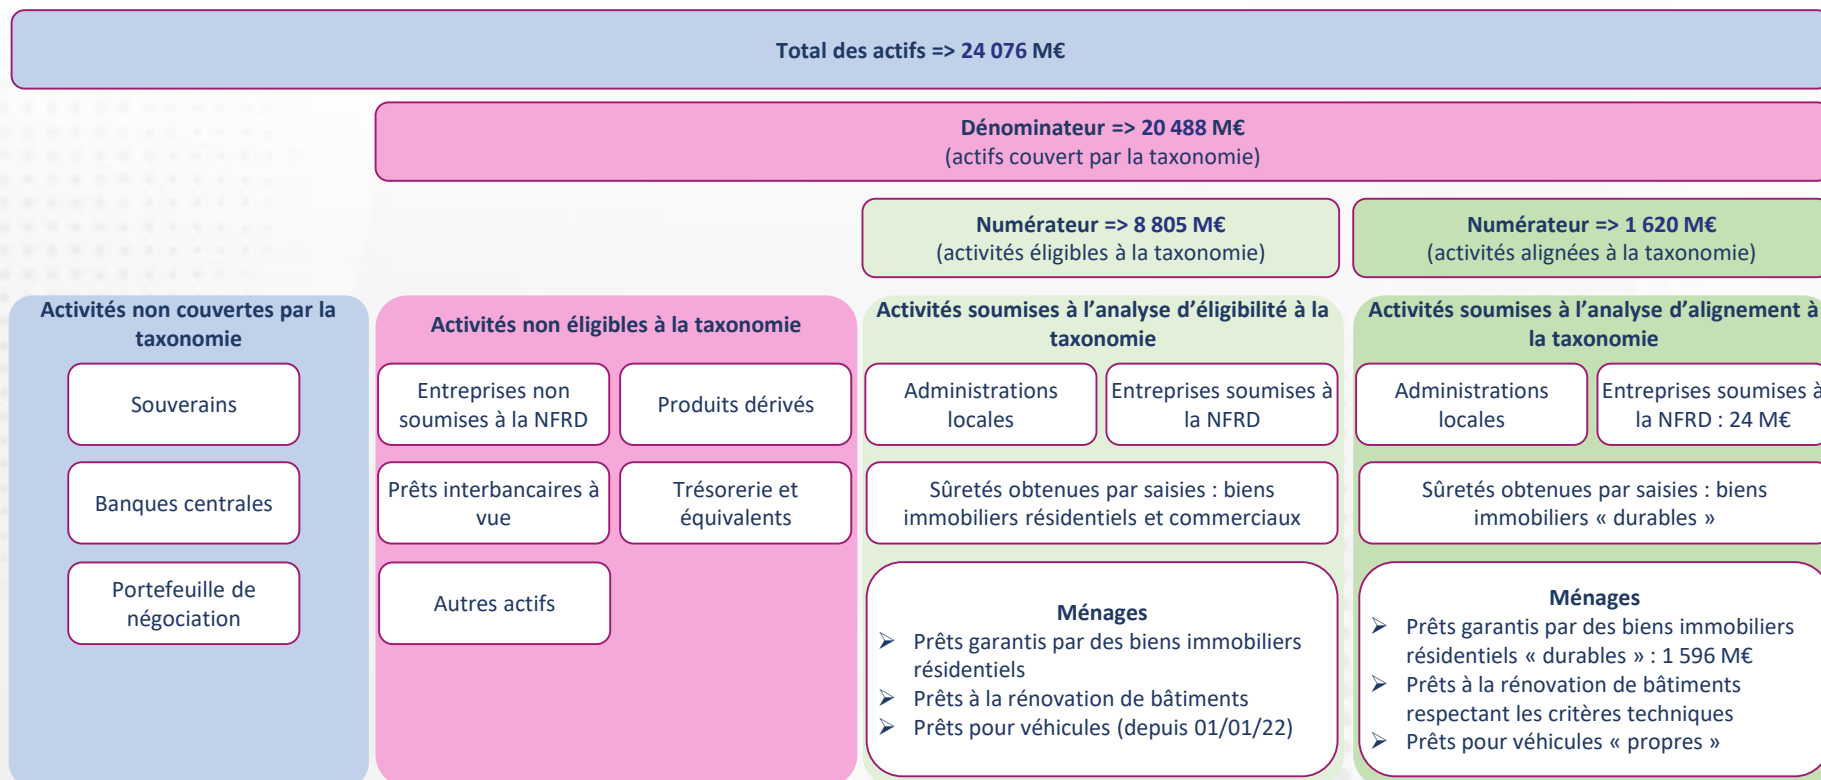 Total des actifs => 24 076 M€
Dénominateur => 20 488 M€
(actifs couvert par la taxonomie)
Numérateur => 8 805 M€
(activités éligibles à la taxonomie)
Numérateur => 1 620 M€
(activités alignées à la taxonomie)
Activités non couvertes par la
taxonomie
Souverains
Banques centrales
Portefeuille de
négociation
Activités non éligibles à la taxonomie
Entreprises non
soumises à la NFRD
Produits dérivés
Prêts interbancaires à
vue
Trésorerie et
équivalents
Autres actifs
Activités soumises à l’analyse d’éligibilité à la
taxonomie
Administrations
locales
Entreprises soumises à
la NFRD
Sûretés obtenues par saisies : biens
immobiliers résidentiels et commerciaux
Ménages
➢ Prêts garantis par des biens immobiliers
résidentiels
➢ Prêts à la rénovation de bâtiments
➢ Prêts pour véhicules (depuis 01/01/22)
Activités soumises à l’analyse d’alignement à
la taxonomie
Administrations
locales
Entreprises soumises à
la NFRD : 24 M€
Sûretés obtenues par saisies : biens
immobiliers « durables »
Ménages
➢ Prêts garantis par des biens immobiliers
résidentiels « durables » : 1 596 M€
➢ Prêts à la rénovation de bâtiments
respectant les critères techniques
➢ Prêts pour véhicules « propres »